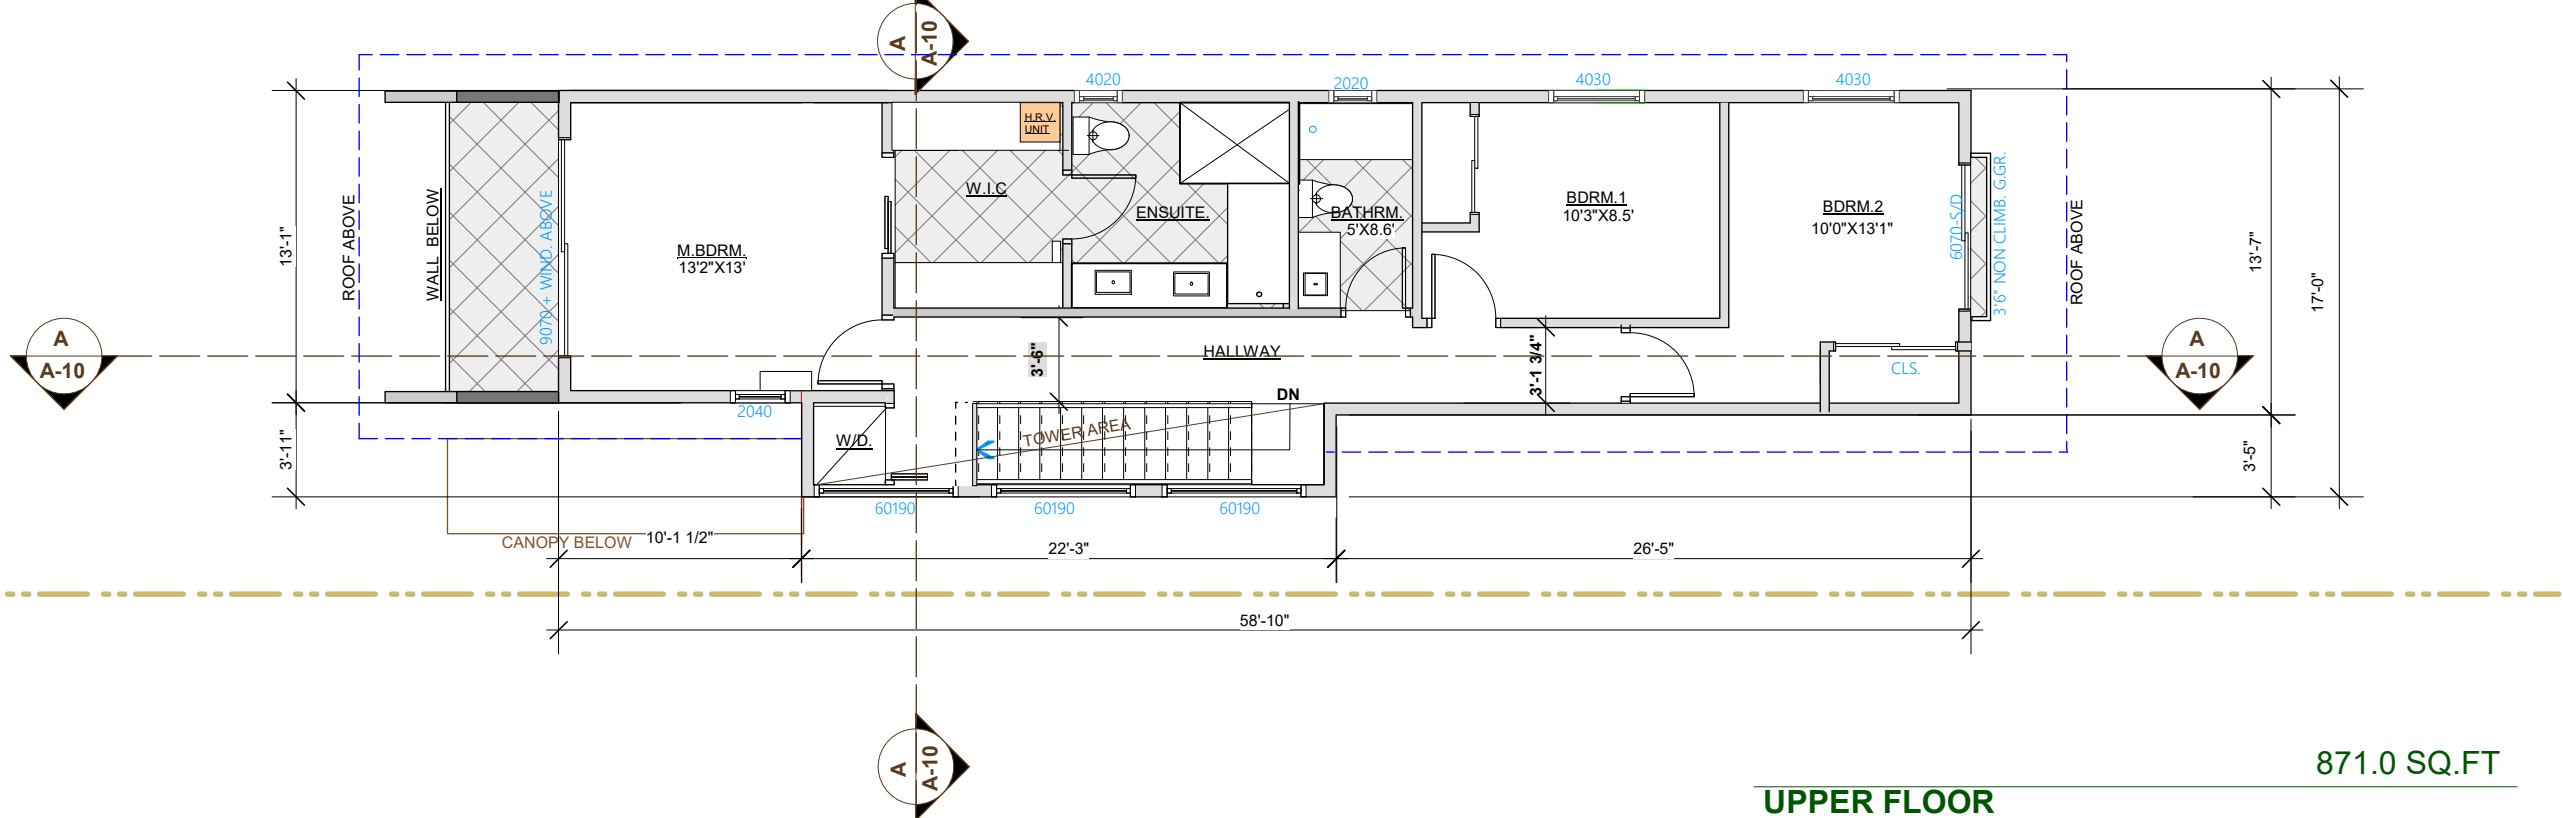 A
A-10
4020
2020
4030
4030
H.R.V.
UNIT
W.I.C
ENSUITE.
BATHRM.
5'X8.6'
BDRM.1
10'3"X8.5'
BDRM.2
10'0"X13'1"
M.BDRM.
13'2"X13'
13'-1"
ROOF ABOVE
WALL BELOW
9070 + WIND. ABOVE
6070-S/D
3'6" NON CLIMB. G.GR.
ROOF ABOVE
13'-7"
17'-0"
A
A-10
3'-6"
HALLWAY
3'-1 3/4"
A
A-10
CLS.
DN
2040
TOWER AREA
W/D.
3'-11"
3'-5"
60190
60190
60190
CANOPY BELOW
10'-1 1/2"
22'-3"
26'-5"
58'-10"
A
A-10
871.0 SQ.FT
UPPER FLOOR